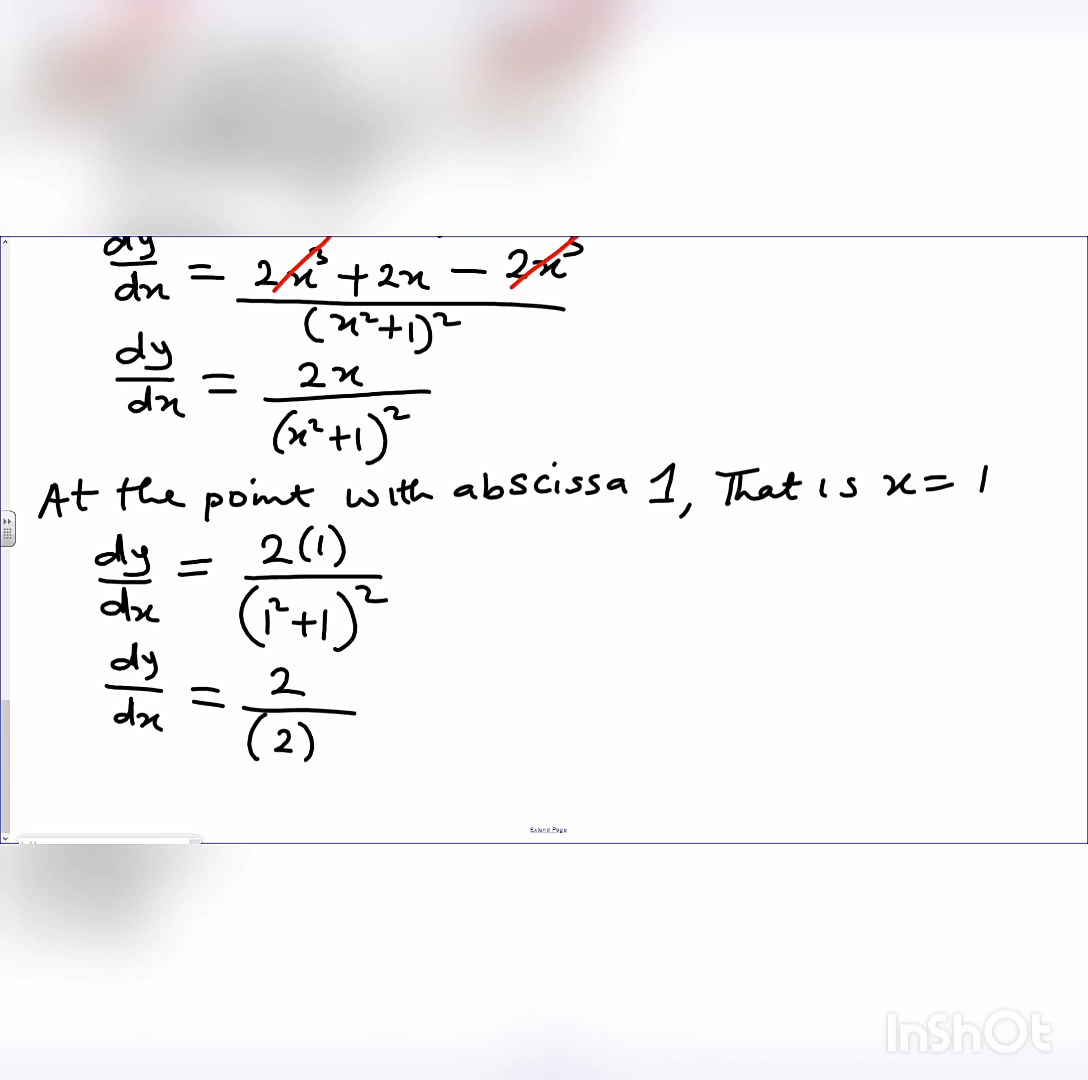 dy/dx = (2x³ + 2x − 2x³)/(x²+1)²
dy/dx = 2x/(x²+1)²
At the point with abscissa 1, That is x = 1
dy/dx = 2(1)/(1²+1)²
dy/dx = 2/(2)
Extend Page
InShOt